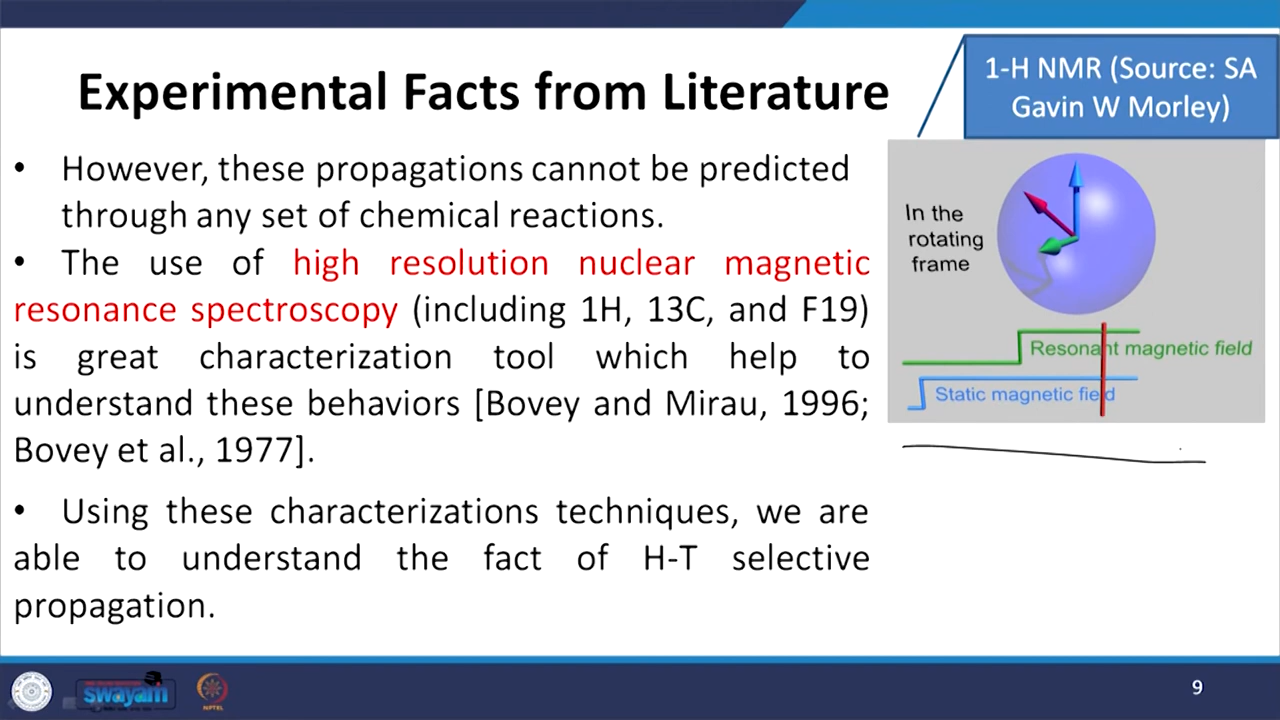 Experimental Facts from Literature
1-H NMR (Source: SA
Gavin W Morley)
• However, these propagations cannot be predicted
through any set of chemical reactions.
• The use of high resolution nuclear magnetic
resonance spectroscopy (including 1H, 13C, and F19)
is great characterization tool which help to
understand these behaviors [Bovey and Mirau, 1996;
Bovey et al., 1977].
• Using these characterizations techniques, we are
able to understand the fact of H-T selective
propagation.
In the
rotating
frame
Resonant magnetic field
Static magnetic field
swayam
NPTEL
9